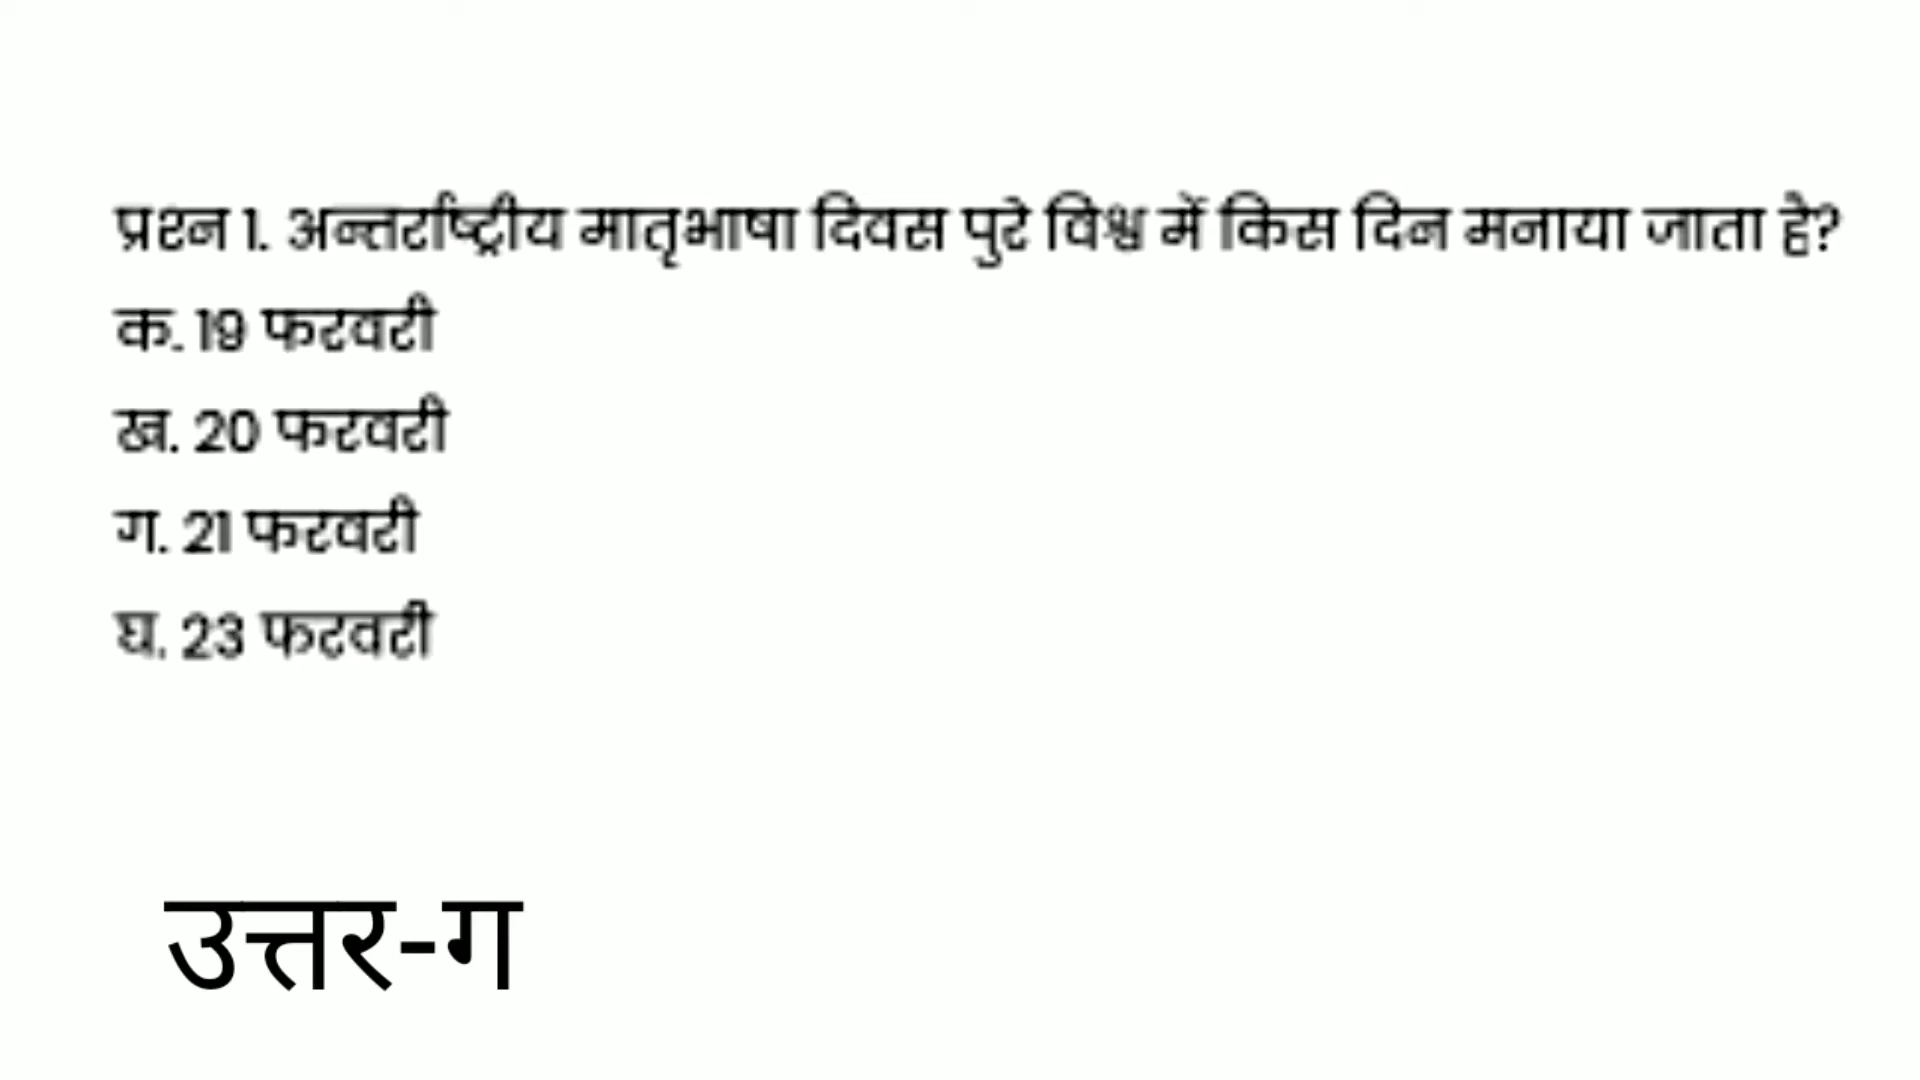 प्रश्न 1. अन्तर्राष्ट्रीय मातृभाषा दिवस पुरे विश्व में किस दिन मनाया जाता हे?
क. 19 फरवरी
ख. 20 फरवरी
ग. 21 फरवरी
घ. 23 फरवरी
उत्तर-ग